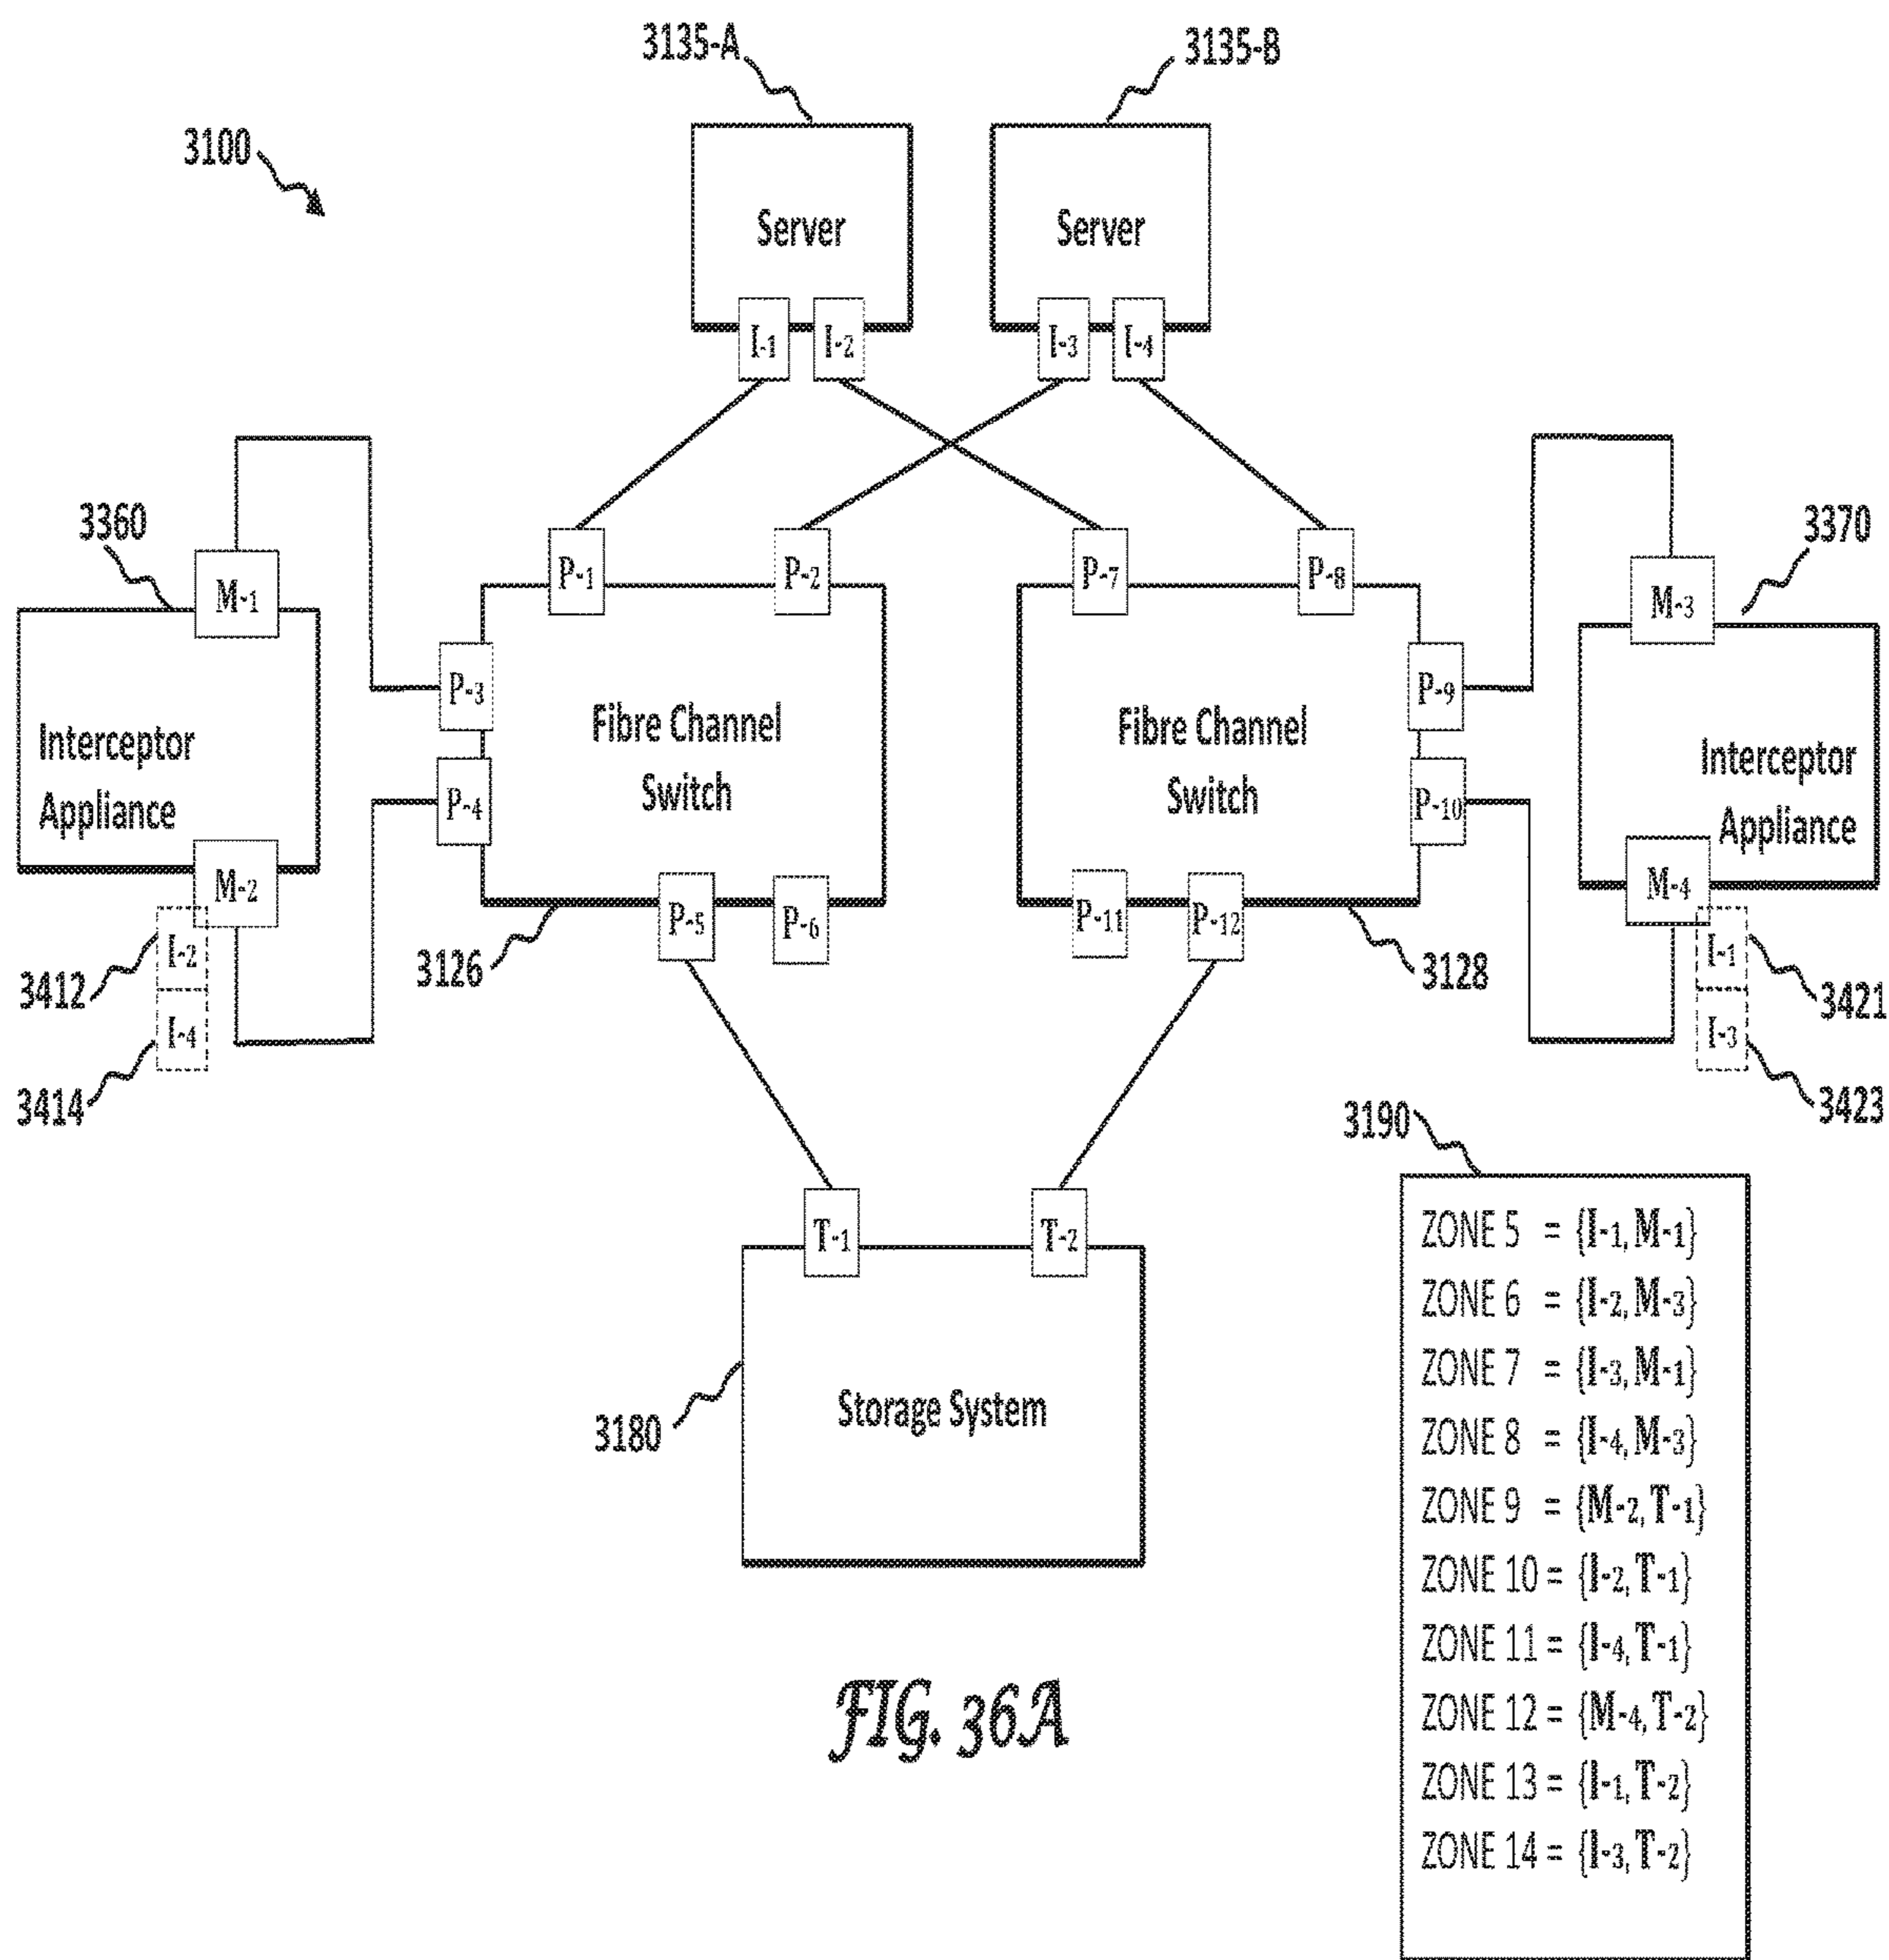 3135-A
3135-B
3100
Server
Server
I-1
I-2
I-3
I-4
3360
3370
M-1
P-1
P-2
P-7
P-8
M-3
P-3
P-9
Interceptor
Appliance
Fibre Channel
Switch
Fibre Channel
Switch
Interceptor
Appliance
P-4
P-10
M-2
P-5
P-6
P-11
P-12
M-4
3412
I-2
3126
3128
I-1
3421
3414
I-4
I-3
3423
3190
T-1
T-2
Storage System
3180
ZONE 5 = {I-1, M-1}
ZONE 6 = {I-2, M-3}
ZONE 7 = {I-3, M-1}
ZONE 8 = {I-4, M-3}
ZONE 9 = {M-2, T-1}
ZONE 10 = {I-2, T-1}
ZONE 11 = {I-4, T-1}
ZONE 12 = {M-4, T-2}
ZONE 13 = {I-1, T-2}
ZONE 14 = {I-3, T-2}
FIG. 36A